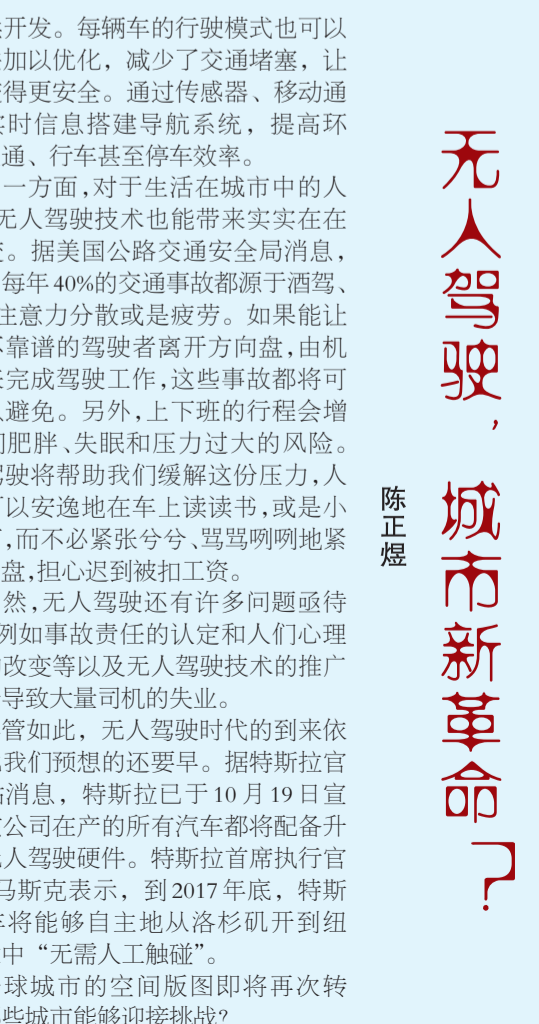 无人驾驶，城市新革命？
陈正煜
开发。每辆车的行驶模式也可以
加以优化，减少了交通堵塞，让
得更安全。通过传感器、移动通
实时信息搭建导航系统，提高环
通、行车甚至停车效率。
一方面，对于生活在城市中的人
无人驾驶技术也能带来实实在在
。据美国公路交通安全局消息，
每年40%的交通事故都源于酒驾、
注意力分散或是疲劳。如果能让
不靠谱的驾驶者离开方向盘，由机
完成驾驶工作，这些事故都将可
避免。另外，上下班的行程会增
肥胖、失眠和压力过大的风险。
驾驶将帮助我们缓解这份压力，人
可以安逸地在车上读读书，或是小
，而不必紧张兮兮、骂骂咧咧地紧
盘，担心迟到被扣工资。
然，无人驾驶还有许多问题亟待
例如事故责任的认定和人们心理
改变等以及无人驾驶技术的推广
导致大量司机的失业。
管如此，无人驾驶时代的到来依
我们预想的还要早。据特斯拉官
消息，特斯拉已于10月19日宣
公司在产的所有汽车都将配备升
无人驾驶硬件。特斯拉首席执行官
马斯克表示，到2017年底，特斯
车将能够自主地从洛杉矶开到纽
中“无需人工触碰”。
球城市的空间版图即将再次转
些城市能够迎接挑战？